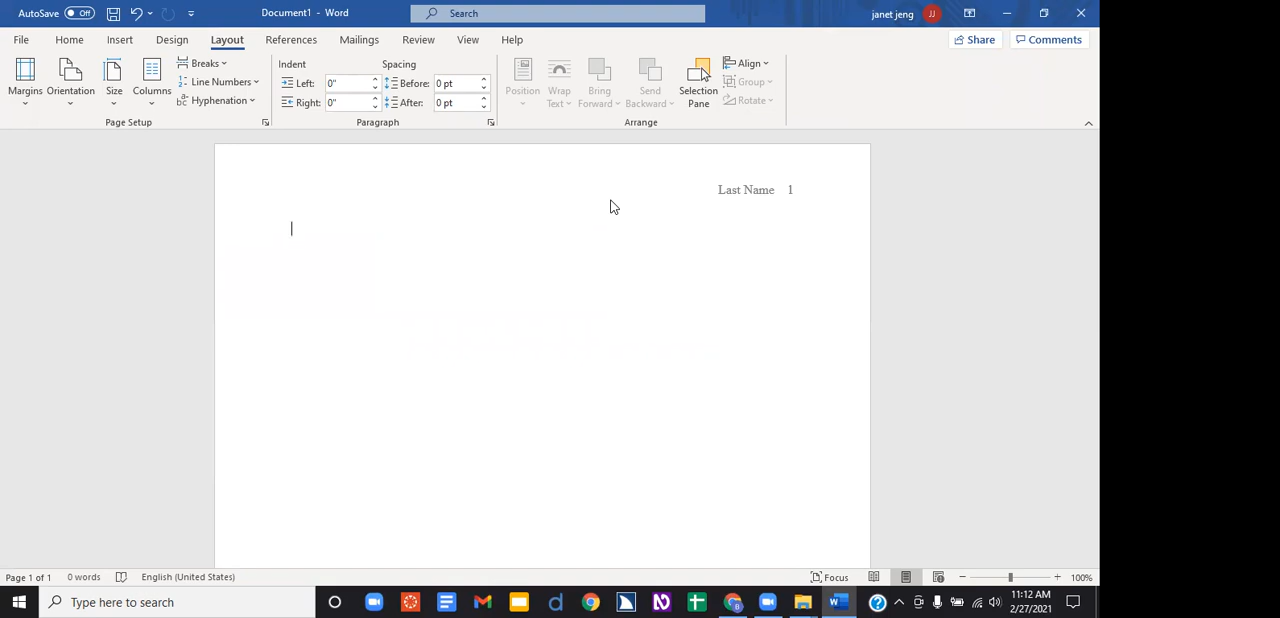 AutoSave Off Document1 - Word Search janet jeng JJ
File Home Insert Design Layout References Mailings Review View Help Share Comments
Margins Orientation Size Columns
Breaks
Line Numbers
Hyphenation
Page Setup
Indent Spacing
Left: 0" Before: 0 pt
Right: 0" After: 0 pt
Paragraph
Position Wrap Text Bring Forward Send Backward Selection Pane
Align
Group
Rotate
Arrange
Last Name 1
Page 1 of 1 0 words English (United States) Focus 100%
Type here to search
11:12 AM
2/27/2021